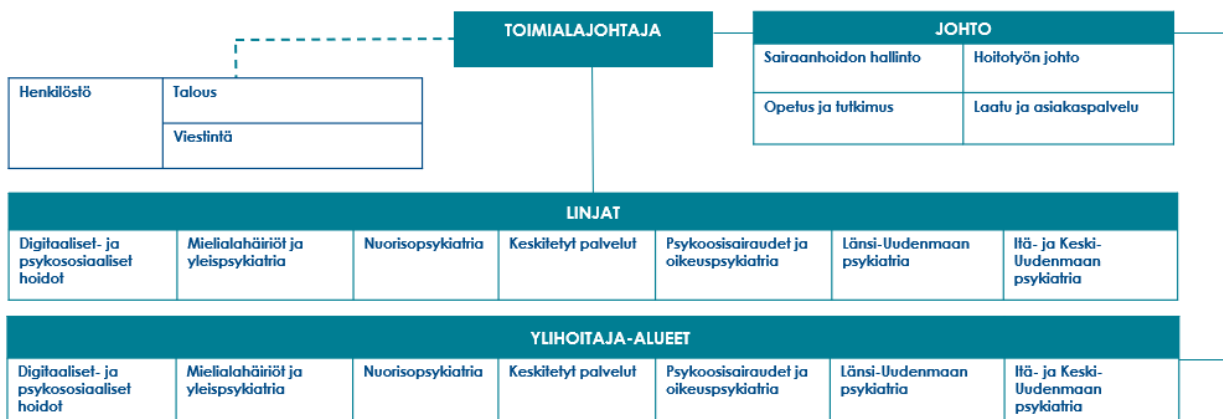 TOIMIALAJOHTAJA
JOHTO
Sairaanhoidon hallinto
Hoitotyön johto
Opetus ja tutkimus
Laatu ja asiakaspalvelu
Henkilöstö
Talous
Viestintä
LINJAT
Digitaaliset- ja
psykososiaaliset
hoidot
Mielialahäiriöt ja
yleispsykiatria
Nuorisopsykiatria
Keskitetyt palvelut
Psykoosisairaudet ja
oikeuspsykiatria
Länsi-Uudenmaan
psykiatria
Itä- ja Keski-
Uudenmaan
psykiatria
YLIHOITAJA-ALUEET
Digitaaliset- ja
psykososiaaliset
hoidot
Mielialahäiriöt ja
yleispsykiatria
Nuorisopsykiatria
Keskitetyt palvelut
Psykoosisairaudet ja
oikeuspsykiatria
Länsi-Uudenmaan
psykiatria
Itä- ja Keski-
Uudenmaan
psykiatria